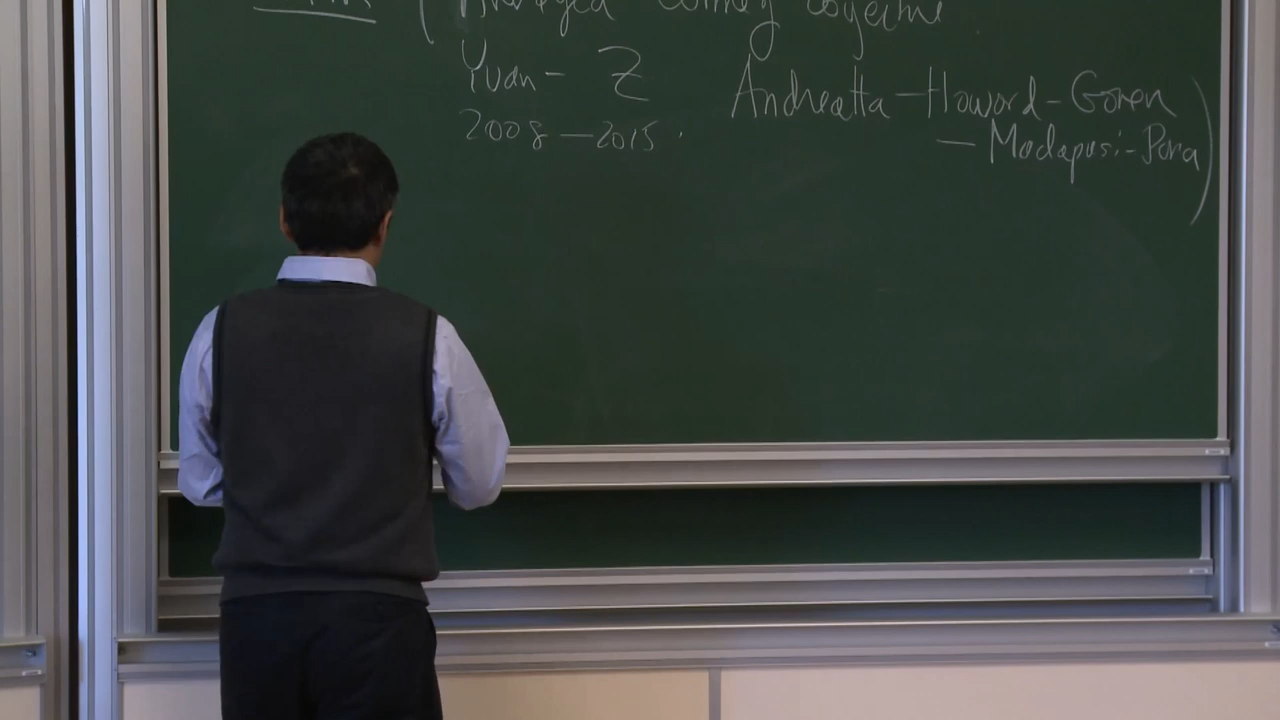 ( Averaged Colmez conjecture
Yuan - Z Andreatta - Howard - Goren
2008 - 2015. - Madapusi - Pera )